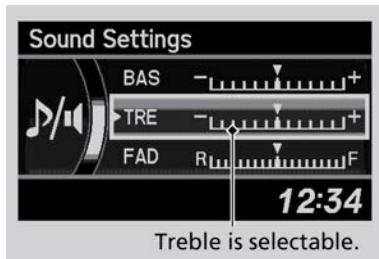 Sound Settings
BAS - +
TRE - +
FAD R F
12:34
Treble is selectable.